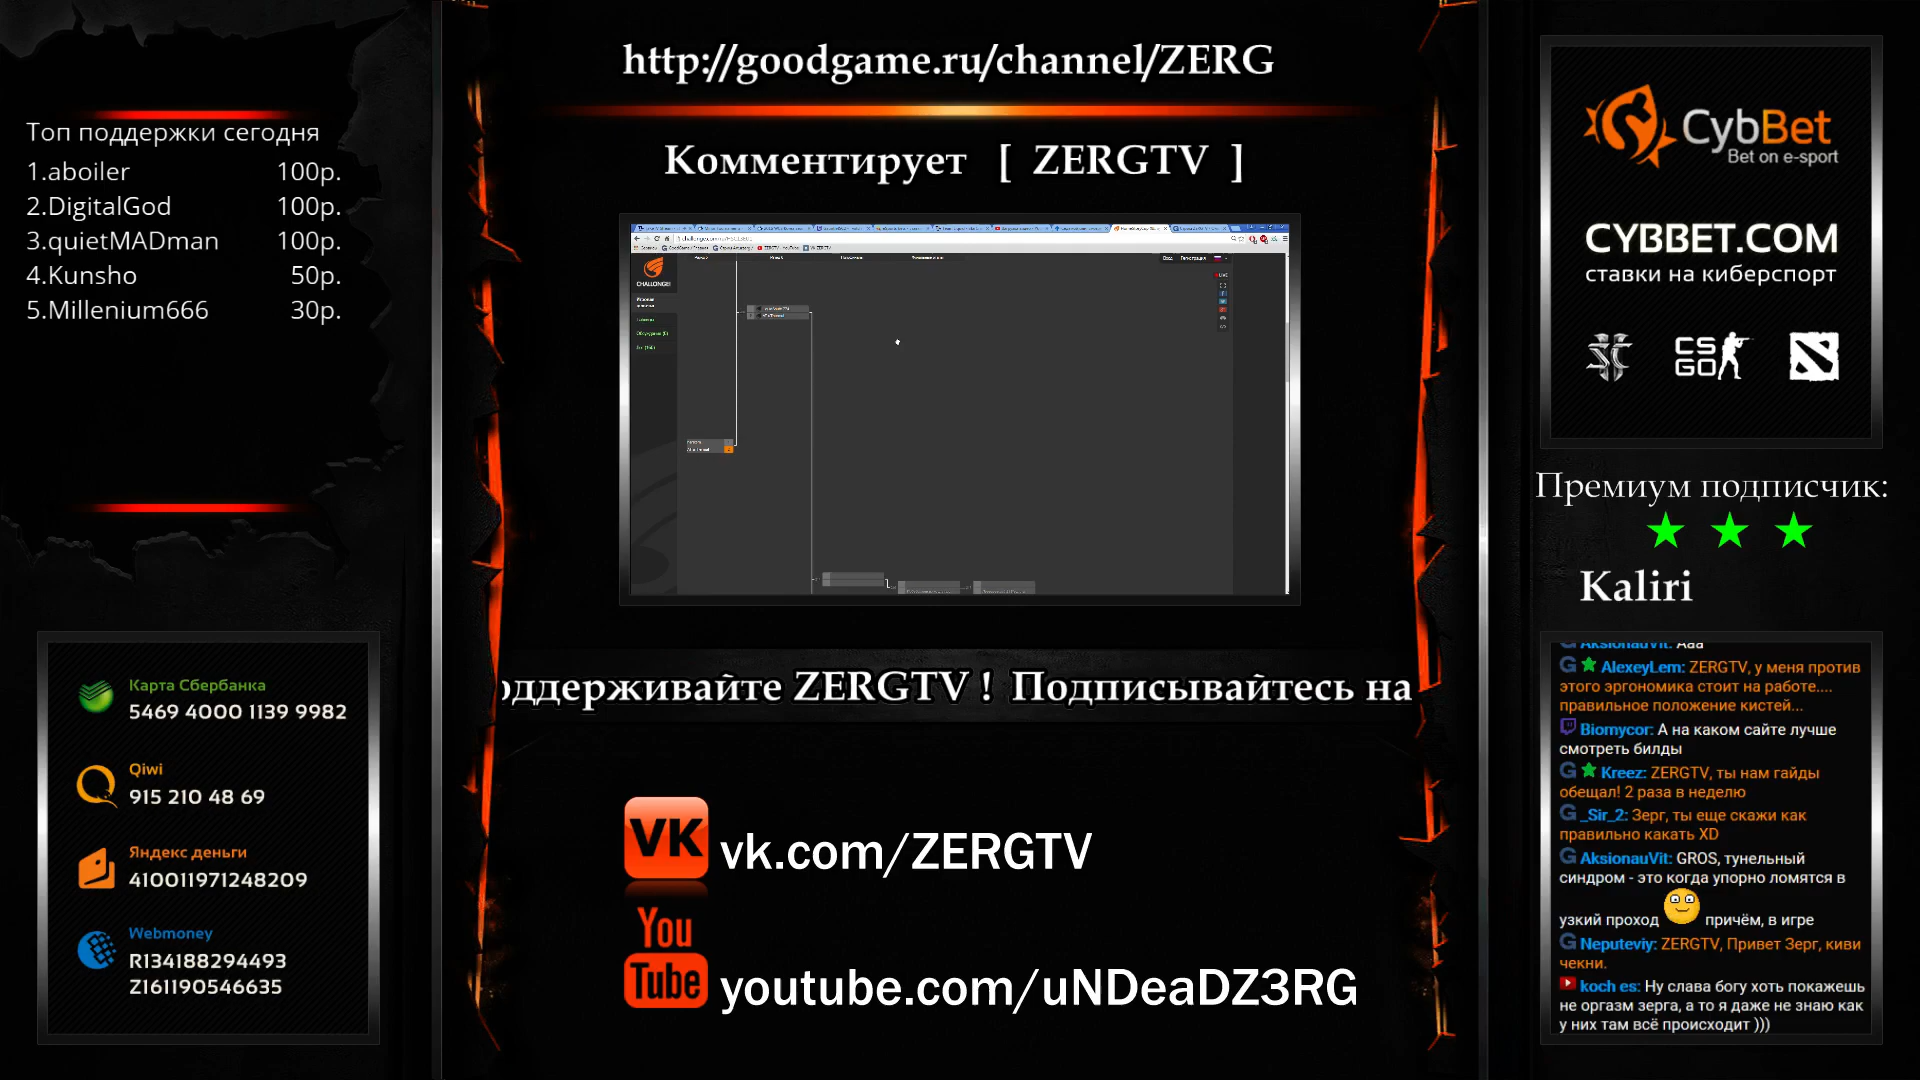 Топ поддержки сегодня
1.aboiler 100р.
2.DigitalGod 100р.
3.quietMADman 100р.
4.Kunsho 50р.
5.Millenium666 30р.
Карта Сбербанка
5469 4000 1139 9982
Qiwi
915 210 48 69
Яндекс деньги
410011971248209
Webmoney
R134188294493
Z161190546635
http://goodgame.ru/channel/ZERG
Комментирует [ ZERGTV ]
CHALLONGE!
LIVE
оддерживайте ZERGTV ! Подписывайтесь на
VK vk.com/ZERGTV
You
Tube youtube.com/uNDeaDZ3RG
CybBet
Bet on e-sport
CYBBET.COM
ставки на киберспорт
CS
GO
Премиум подписчик:
Kaliri
AksionauVit: Ааа
AlexeyLem: ZERGTV, у меня против
этого эргономика стоит на работе....
правильное положение кистей...
Biomycor: А на каком сайте лучше
смотреть билды
Kreez: ZERGTV, ты нам гайды
обещал! 2 раза в неделю
_Sir_2: Зерг, ты еще скажи как
правильно какать XD
AksionauVit: GROS, тунельный
синдром - это когда упорно ломятся в
узкий проход причём, в игре
Neputeviy: ZERGTV, Привет Зерг, киви
чекни.
koch es: Ну слава богу хоть покажешь
не оргазм зерга, а то я даже не знаю как
у них там всё происходит )))